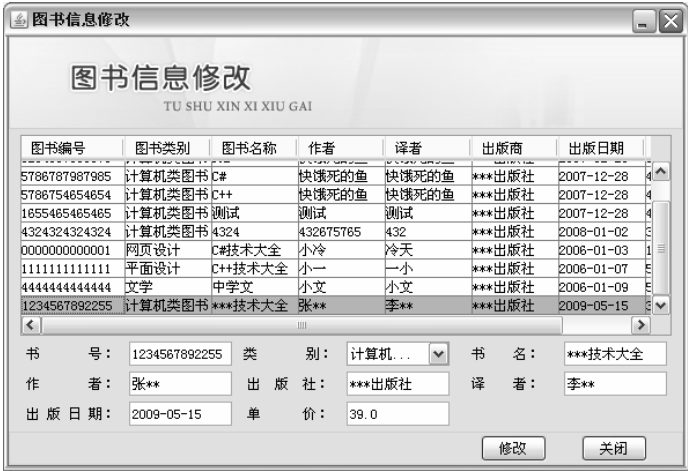 图书信息修改
图书信息修改
TU SHU XIN XI XIU GAI
图书编号 图书类别 图书名称 作者 译者 出版商 出版日期
5786787987985 计算机类图书 C# 快饿死的鱼 快饿死的鱼 ***出版社 2007-12-28 4
5786754654654 计算机类图书 C++ 快饿死的鱼 快饿死的鱼 ***出版社 2007-12-28 4
1655465465465 计算机类图书 测试 测试 测试 ***出版社 2007-12-28 4
4324324324324 计算机类图书 4324 432675765 432 ***出版社 2008-01-02 3
0000000000001 网页设计 C#技术大全 小冷 冷天 ***出版社 2006-01-03 1
1111111111111 平面设计 C++技术大全 小一 一小 ***出版社 2006-01-07 5
4444444444444 文学 中学文 小文 小文 ***出版社 2006-01-09 5
1234567892255 计算机类图书 ***技术大全 张** 李** ***出版社 2009-05-15 3
书 号： 1234567892255 类 别： 计算机... 书 名： ***技术大全
作 者： 张** 出 版 社： ***出版社 译 者： 李**
出 版 日 期： 2009-05-15 单 价： 39.0
修改 关闭